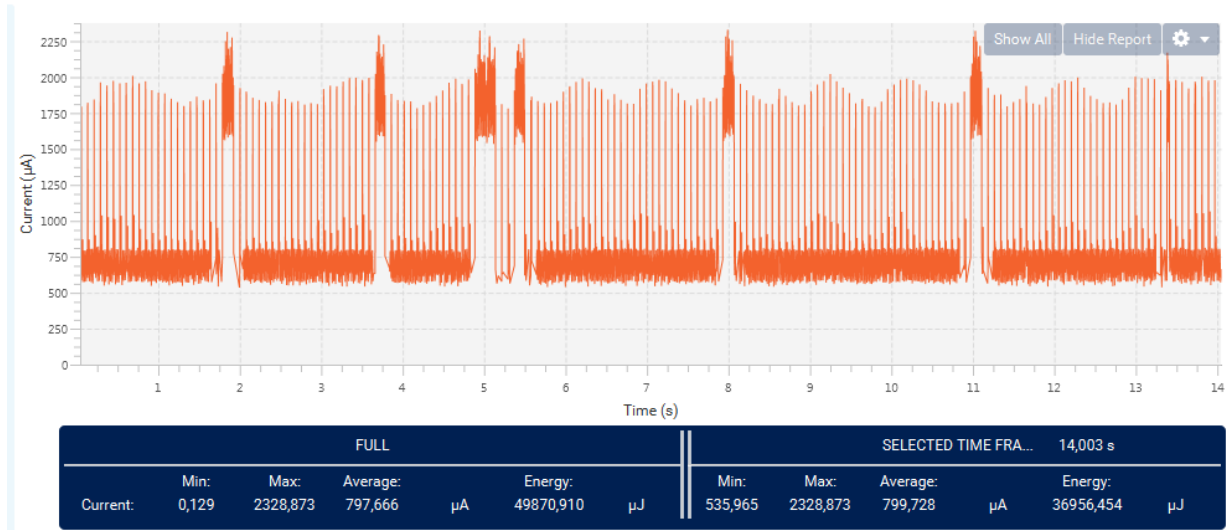 Show All Hide Report
2250
2000
1750
1500
1250
1000
750
500
250
0
Current (µA)
1 2 3 4 5 6 7 8 9 10 11 12 13 14
Time (s)
FULL SELECTED TIME FRA... 14,003 s
Min: Max: Average: Energy: Min: Max: Average: Energy:
Current: 0,129 2328,873 797,666 µA 49870,910 µJ 535,965 2328,873 799,728 µA 36956,454 µJ